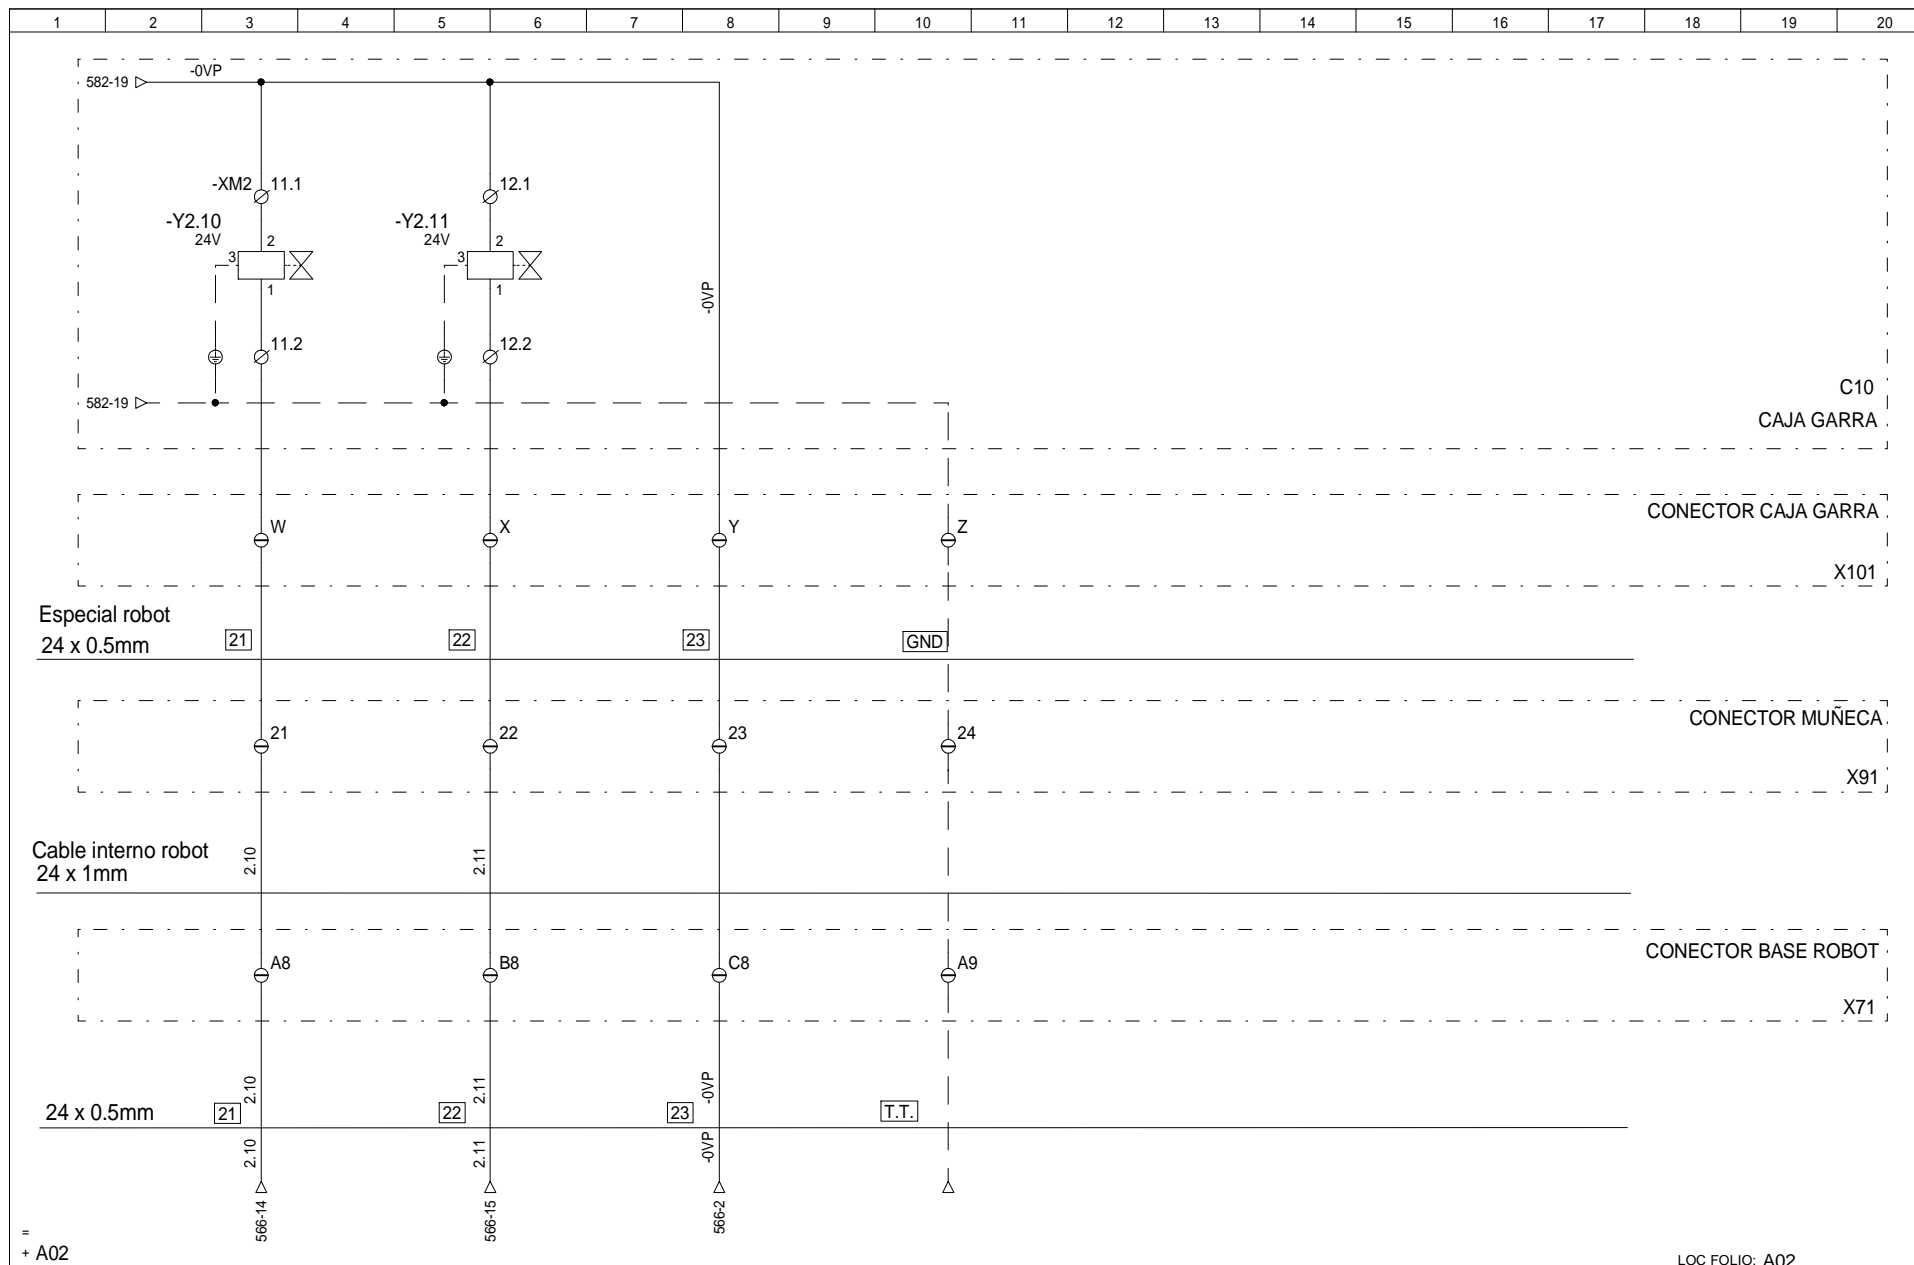 1 2 3 4 5 6 7 8 9 10 11 12 13 14 15 16 17 18 19 20
-0VP
582-19
-XM2 11.1
12.1
-Y2.10
24V
2
3
1
-Y2.11
24V
2
3
1
-0VP
11.2
12.2
582-19
C10
CAJA GARRA
CONECTOR CAJA GARRA
W X Y Z
X101
Especial robot
24 x 0.5mm
21 22 23 GND
CONECTOR MUÑECA
21 22 23 24
X91
Cable interno robot
24 x 1mm
2.10 2.11
CONECTOR BASE ROBOT
A8 B8 C8 A9
X71
2.10 2.11 -0VP
24 x 0.5mm
21 22 23 T.T.
2.10 2.11 -0VP
566-14 566-15 566-2
=
+ A02
LOC FOLIO: A02